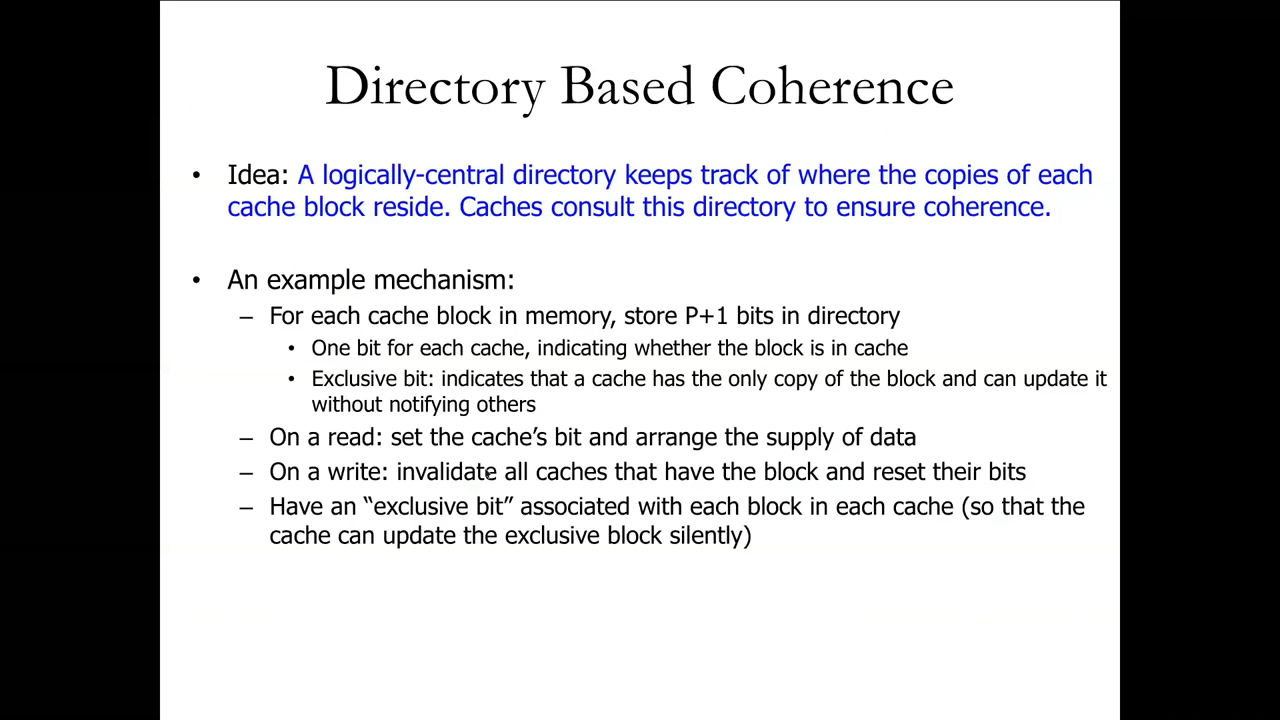 Directory Based Coherence
• Idea: A logically-central directory keeps track of where the copies of each
cache block reside. Caches consult this directory to ensure coherence.
• An example mechanism:
– For each cache block in memory, store P+1 bits in directory
• One bit for each cache, indicating whether the block is in cache
• Exclusive bit: indicates that a cache has the only copy of the block and can update it
without notifying others
– On a read: set the cache’s bit and arrange the supply of data
– On a write: invalidate all caches that have the block and reset their bits
– Have an “exclusive bit” associated with each block in each cache (so that the
cache can update the exclusive block silently)